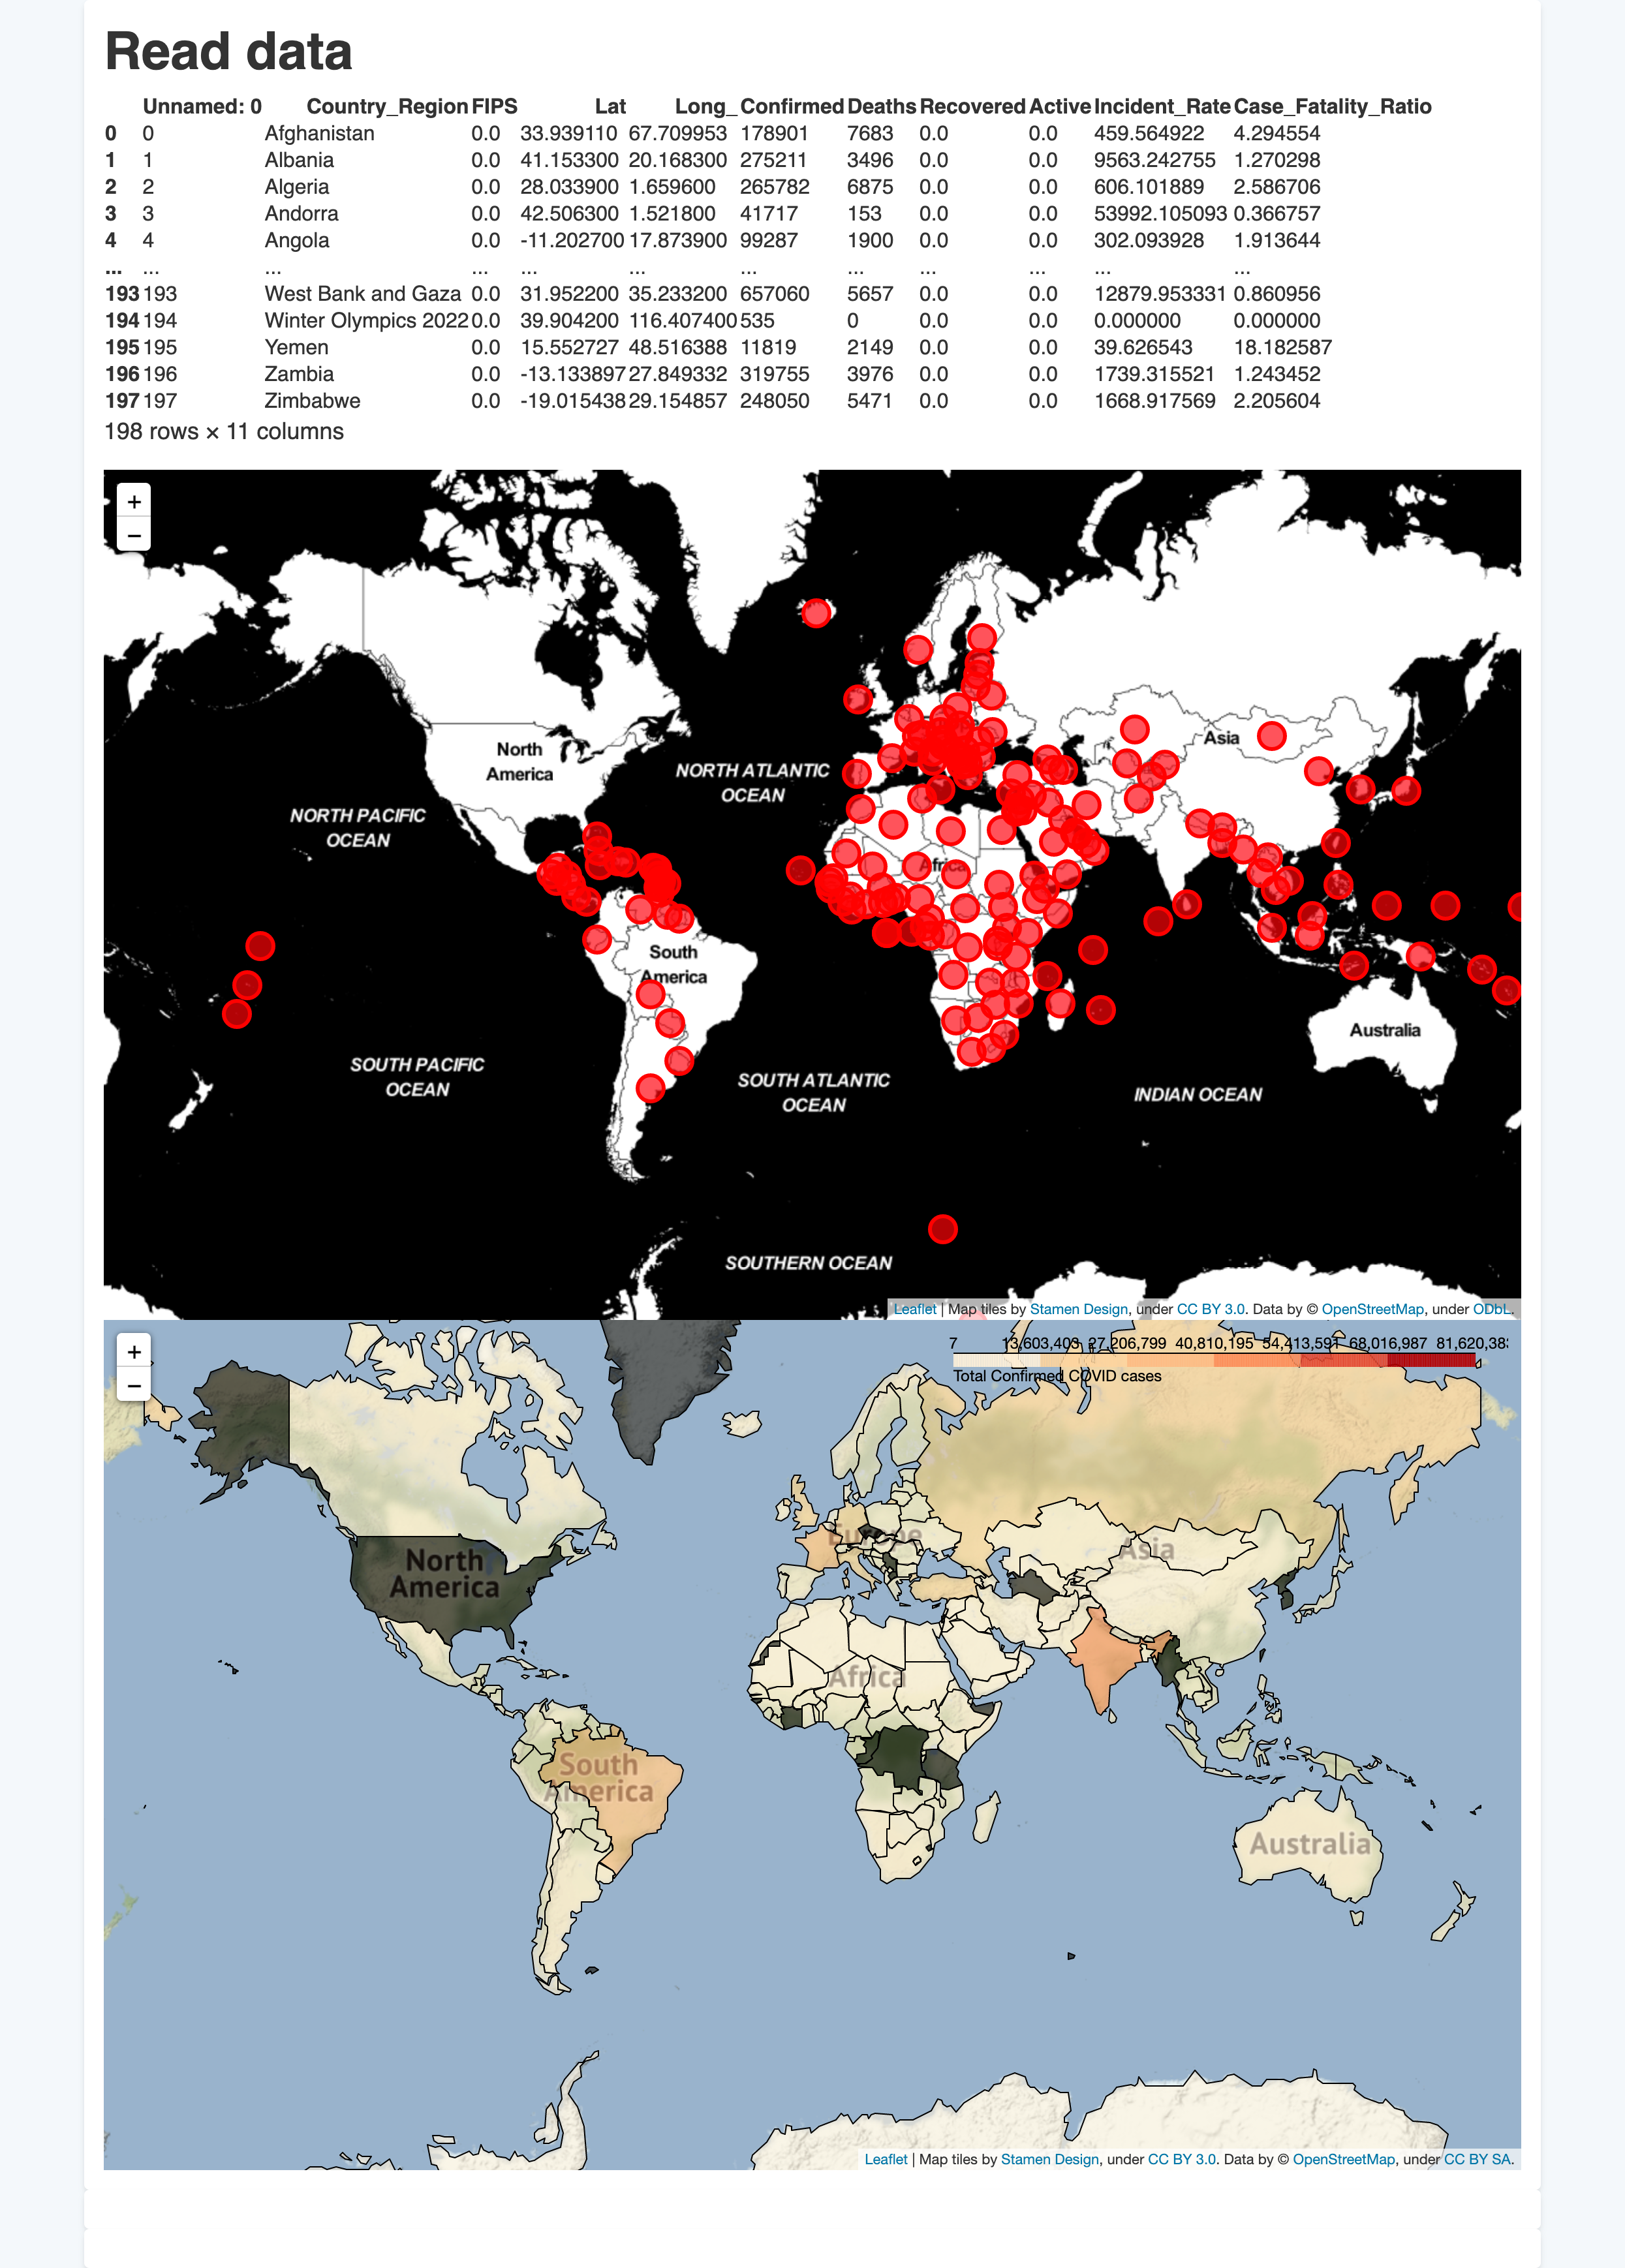 Read data
Unnamed: 0 Country_Region FIPS Lat Long_ Confirmed Deaths Recovered Active Incident_Rate Case_Fatality_Ratio
0 0 Afghanistan 0.0 33.939110 67.709953 178901 7683 0.0 0.0 459.564922 4.294554
1 1 Albania 0.0 41.153300 20.168300 275211 3496 0.0 0.0 9563.242755 1.270298
2 2 Algeria 0.0 28.033900 1.659600 265782 6875 0.0 0.0 606.101889 2.586706
3 3 Andorra 0.0 42.506300 1.521800 41717 153 0.0 0.0 53992.105093 0.366757
4 4 Angola 0.0 -11.202700 17.873900 99287 1900 0.0 0.0 302.093928 1.913644
... ... ... ... ... ... ... ... ... ... ... ...
193 193 West Bank and Gaza 0.0 31.952200 35.233200 657060 5657 0.0 0.0 12879.953331 0.860956
194 194 Winter Olympics 2022 0.0 39.904200 116.407400 535 0 0.0 0.0 0.000000 0.000000
195 195 Yemen 0.0 15.552727 48.516388 11819 2149 0.0 0.0 39.626543 18.182587
196 196 Zambia 0.0 -13.133897 27.849332 319755 3976 0.0 0.0 1739.315521 1.243452
197 197 Zimbabwe 0.0 -19.015438 29.154857 248050 5471 0.0 0.0 1668.917569 2.205604
198 rows × 11 columns
+
−
Asia
North
America
NORTH ATLANTIC
OCEAN
NORTH PACIFIC
OCEAN
Africa
South
America
Australia
SOUTH PACIFIC
OCEAN
SOUTH ATLANTIC
OCEAN
INDIAN OCEAN
SOUTHERN OCEAN
Leaflet | Map tiles by Stamen Design, under CC BY 3.0. Data by © OpenStreetMap, under ODbL.
+
−
7 13,603,403 27,206,799 40,810,195 54,413,591 68,016,987 81,620,38
Total Confirmed COVID cases
Europe
Asia
North
America
Africa
South
America
Australia
Leaflet | Map tiles by Stamen Design, under CC BY 3.0. Data by © OpenStreetMap, under CC BY SA.